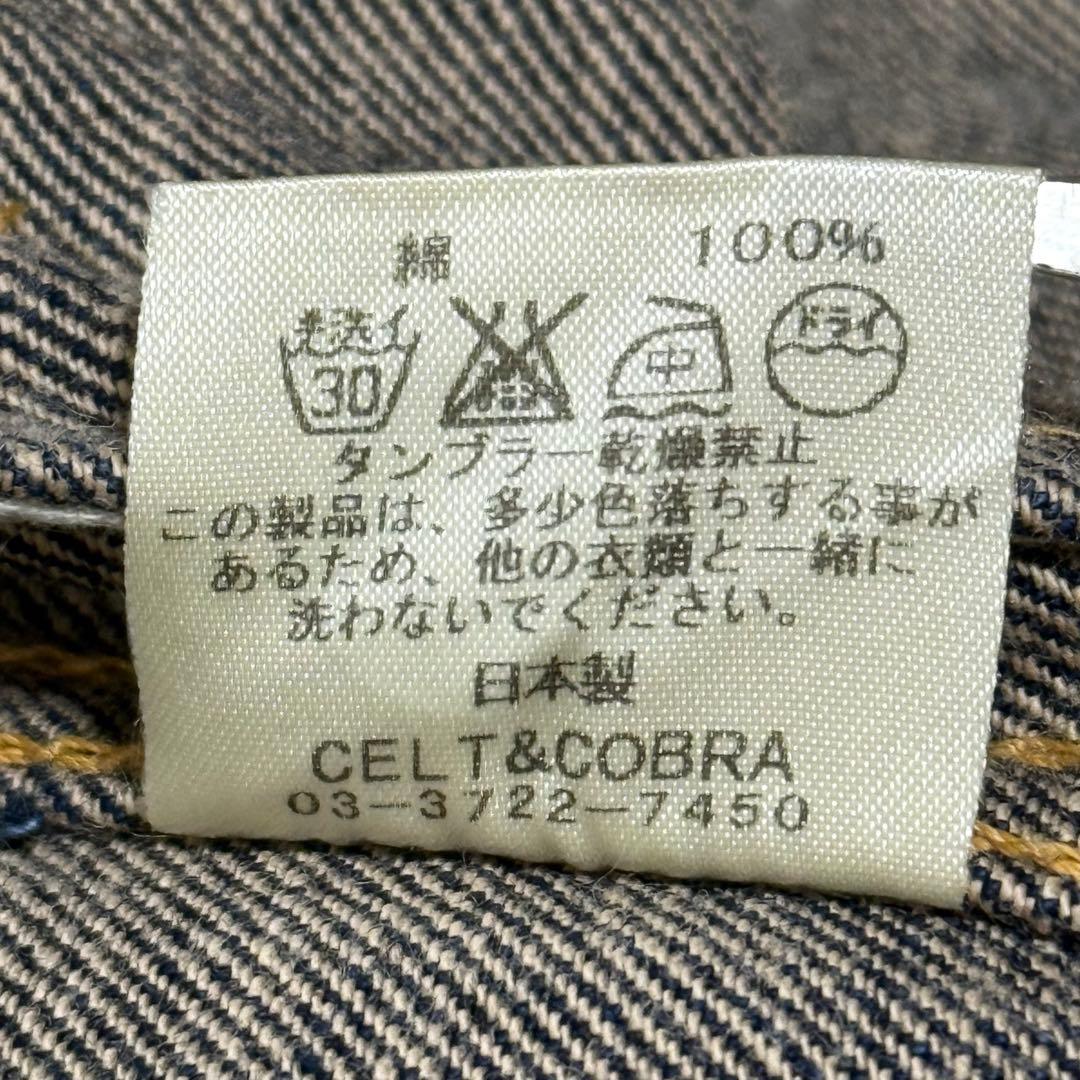 綿 100%
手洗イ 30 中 ドライ
タンブラー乾燥禁止
この製品は、多少色落ちする事が
あるため、他の衣類と一緒に
洗わないでください。
日本製
CELT&COBRA
03-3722-7450